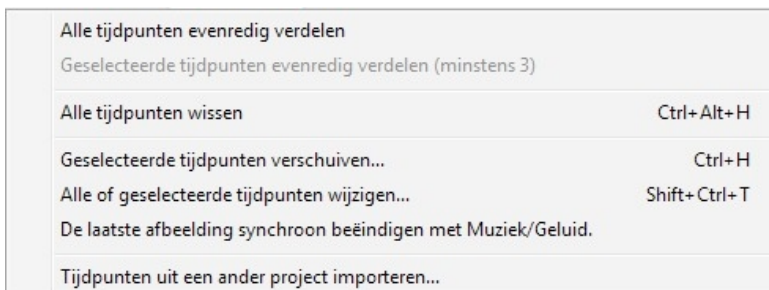 Alle tijdpunten evenredig verdelen
Geselecteerde tijdpunten evenredig verdelen (minstens 3)
Alle tijdpunten wissen Ctrl+Alt+H
Geselecteerde tijdpunten verschuiven... Ctrl+H
Alle of geselecteerde tijdpunten wijzigen... Shift+Ctrl+T
De laatste afbeelding synchroon beëindigen met Muziek/Geluid.
Tijdpunten uit een ander project importeren...